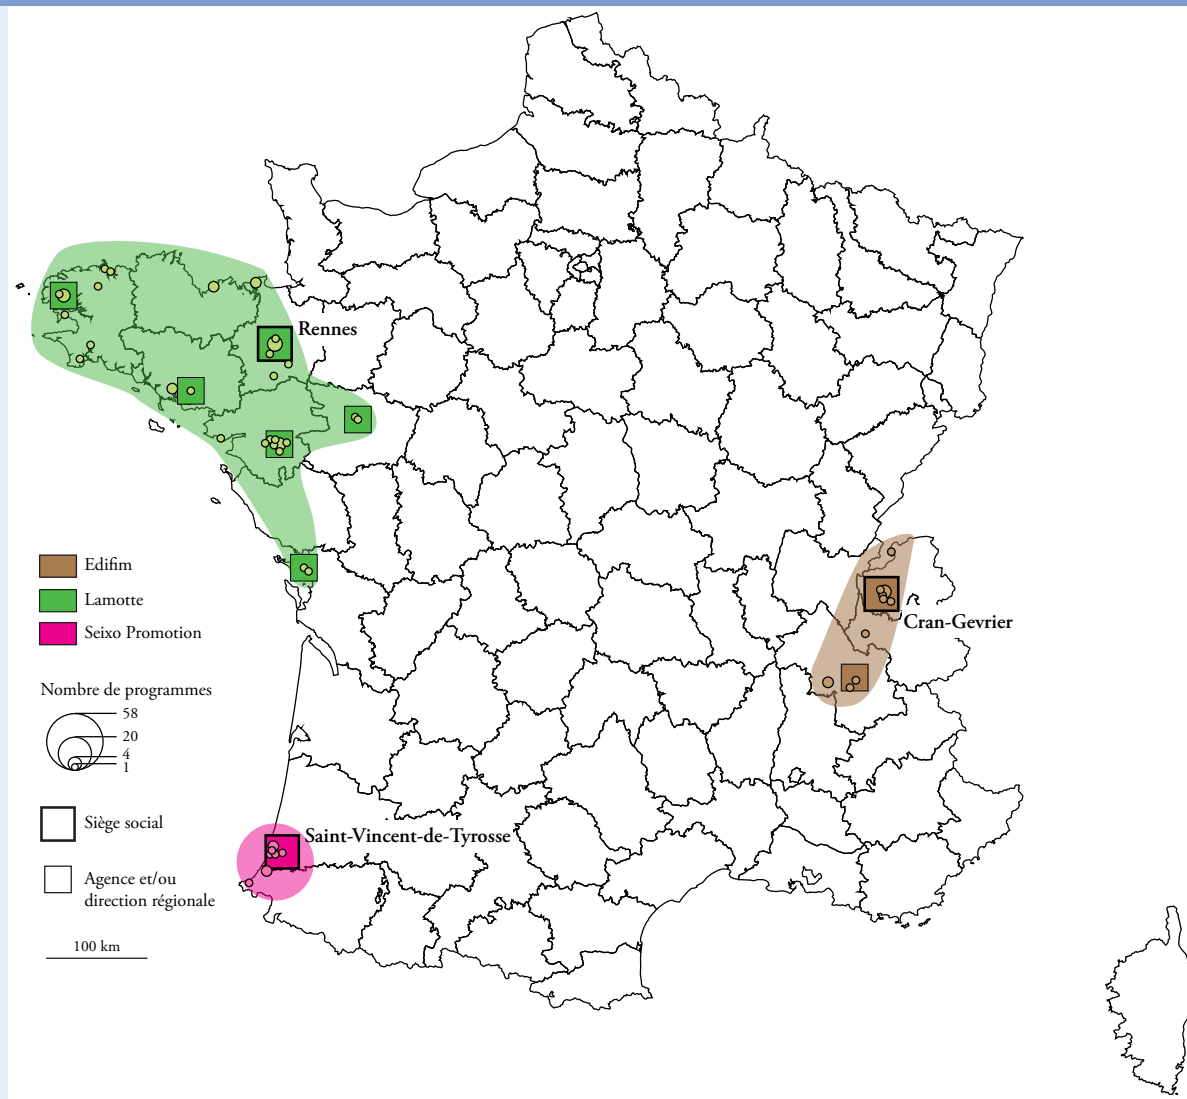 Rennes
Edifim
Lamotte
Seixo Promotion
Cran-Gevrier
Nombre de programmes
58
20
4
1
Siège social
Saint-Vincent-de-Tyrosse
Agence et/ou
direction régionale
100 km